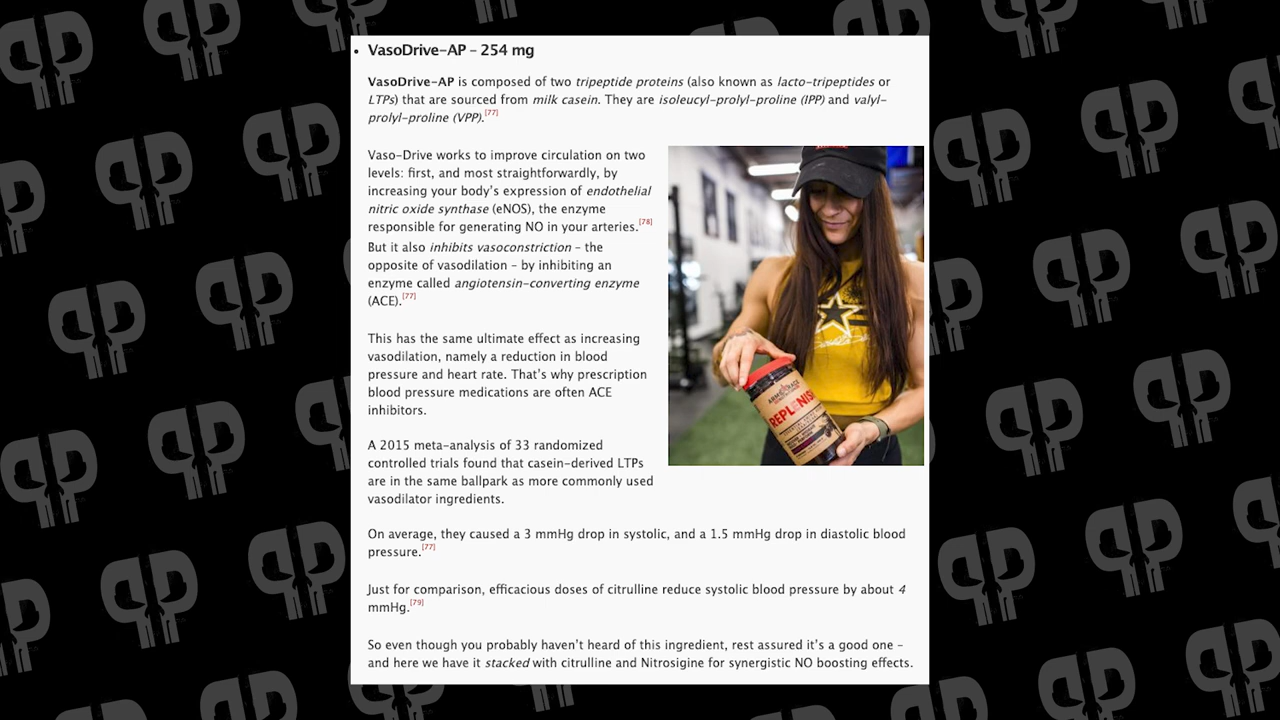 • VasoDrive-AP – 254 mg
VasoDrive-AP is composed of two tripeptide proteins (also known as lacto-tripeptides or
LTPs) that are sourced from milk casein. They are isoleucyl-prolyl-proline (IPP) and valyl-
prolyl-proline (VPP).[77]
Vaso-Drive works to improve circulation on two
levels: first, and most straightforwardly, by
increasing your body's expression of endothelial
nitric oxide synthase (eNOS), the enzyme
responsible for generating NO in your arteries.[78]
But it also inhibits vasoconstriction – the
opposite of vasodilation – by inhibiting an
enzyme called angiotensin-converting enzyme
(ACE).[77]
This has the same ultimate effect as increasing
vasodilation, namely a reduction in blood
pressure and heart rate. That's why prescription
blood pressure medications are often ACE
inhibitors.
A 2015 meta-analysis of 33 randomized
controlled trials found that casein-derived LTPs
are in the same ballpark as more commonly used
vasodilator ingredients.
REPLENISH
On average, they caused a 3 mmHg drop in systolic, and a 1.5 mmHg drop in diastolic blood
pressure.[77]
Just for comparison, efficacious doses of citrulline reduce systolic blood pressure by about 4
mmHg.[79]
So even though you probably haven't heard of this ingredient, rest assured it's a good one –
and here we have it stacked with citrulline and Nitrosigine for synergistic NO boosting effects.